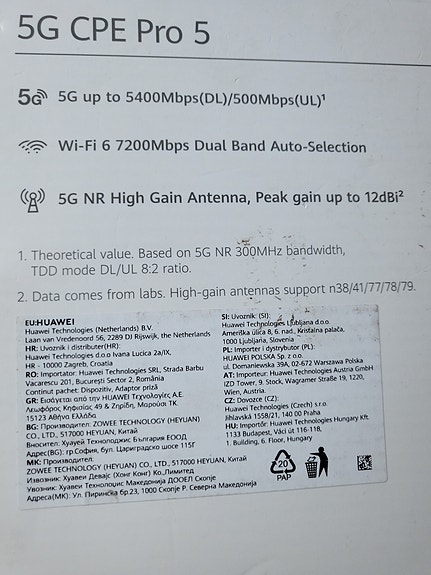 5G CPE Pro 5
5G 5G up to 5400Mbps(DL)/500Mbps(UL)¹
Wi-Fi 6 7200Mbps Dual Band Auto-Selection
5G NR High Gain Antenna, Peak gain up to 12dBi²
1. Theoretical value. Based on 5G NR 300MHz bandwidth,
TDD mode DL/UL 8:2 ratio.
2. Data comes from labs. High-gain antennas support n38/41/77/78/79.
EU:HUAWEI
Huawei Technologies (Netherlands) B.V.
Laan van Vredenoord 56, 2289 DJ Rijswijk, the Netherlands
HR: Uvoznik i distributer(HR):
Huawei Technologies d.o.o Ivana Lucica 2a/IX,
HR - 10000 Zagreb, Croatia
RO: Importator: Huawei Technologies SRL, Strada Barbu
Vacarescu 201, Bucureşti Sector 2, România
Continut pachet: Dispozitiv, Adaptor priză
GR: Εισάγεται από την HUAWEI Τεχνολογίες Α.Ε.
Λεωφόρος Κηφισίας 49 & Ζηρίδη, Μαρούσι ΤΚ.
15123 Αθήνα Ελλάδα
BG: Производител: ZOWEE TECHNOLOGY (HEYUAN)
CO., LTD., 517000 HEYUAN, Китай
Вносител: Хуауей Технолоджис България ЕООД
Адрес(BG): гр.София, бул. Цариградско шосе 115Г
MK: Производител:
ZOWEE TECHNOLOGY (HEYUAN) CO., LTD., 517000 HEYUAN, Китај
Извозник: Хуавеи Девајс (Хонг Конг) Ко.,Лимитед
Увозник: Хуавеи Технолоџис Македонија ДООЕЛ Скопје
Адреса(MK): Ул. Пиринска бр.23, 1000 Скопје Р. Северна Македонија
SI: Uvoznik: (SI):
Huawei Technologies Ljubljana d.o.o
Ameriška ulica 8, 6. nad., Kristalna palača,
1000 Ljubljana, Slovenia
PL: Importer i dystrybutor (PL):
HUAWEI POLSKA Sp. z o.o.
ul. Domaniewska 39A, 02-672 Warszawa Polska
AT: Importeur: Huawei Technologies Austria GmbH
IZD Tower, 9. Stock, Wagramer Straße 19, 1220,
Wien, Austria.
CZ: Dovozce (CZ):
Huawei Technologies (Czech) s.r.o.
Jihlavská 1558/21, 140 00 Praha
HU: Importőr: Huawei Technologies Hungary Kft.
1133 Budapest, Váci út 116-118,
1. Building, 6. Floor, Hungary
20
PAP